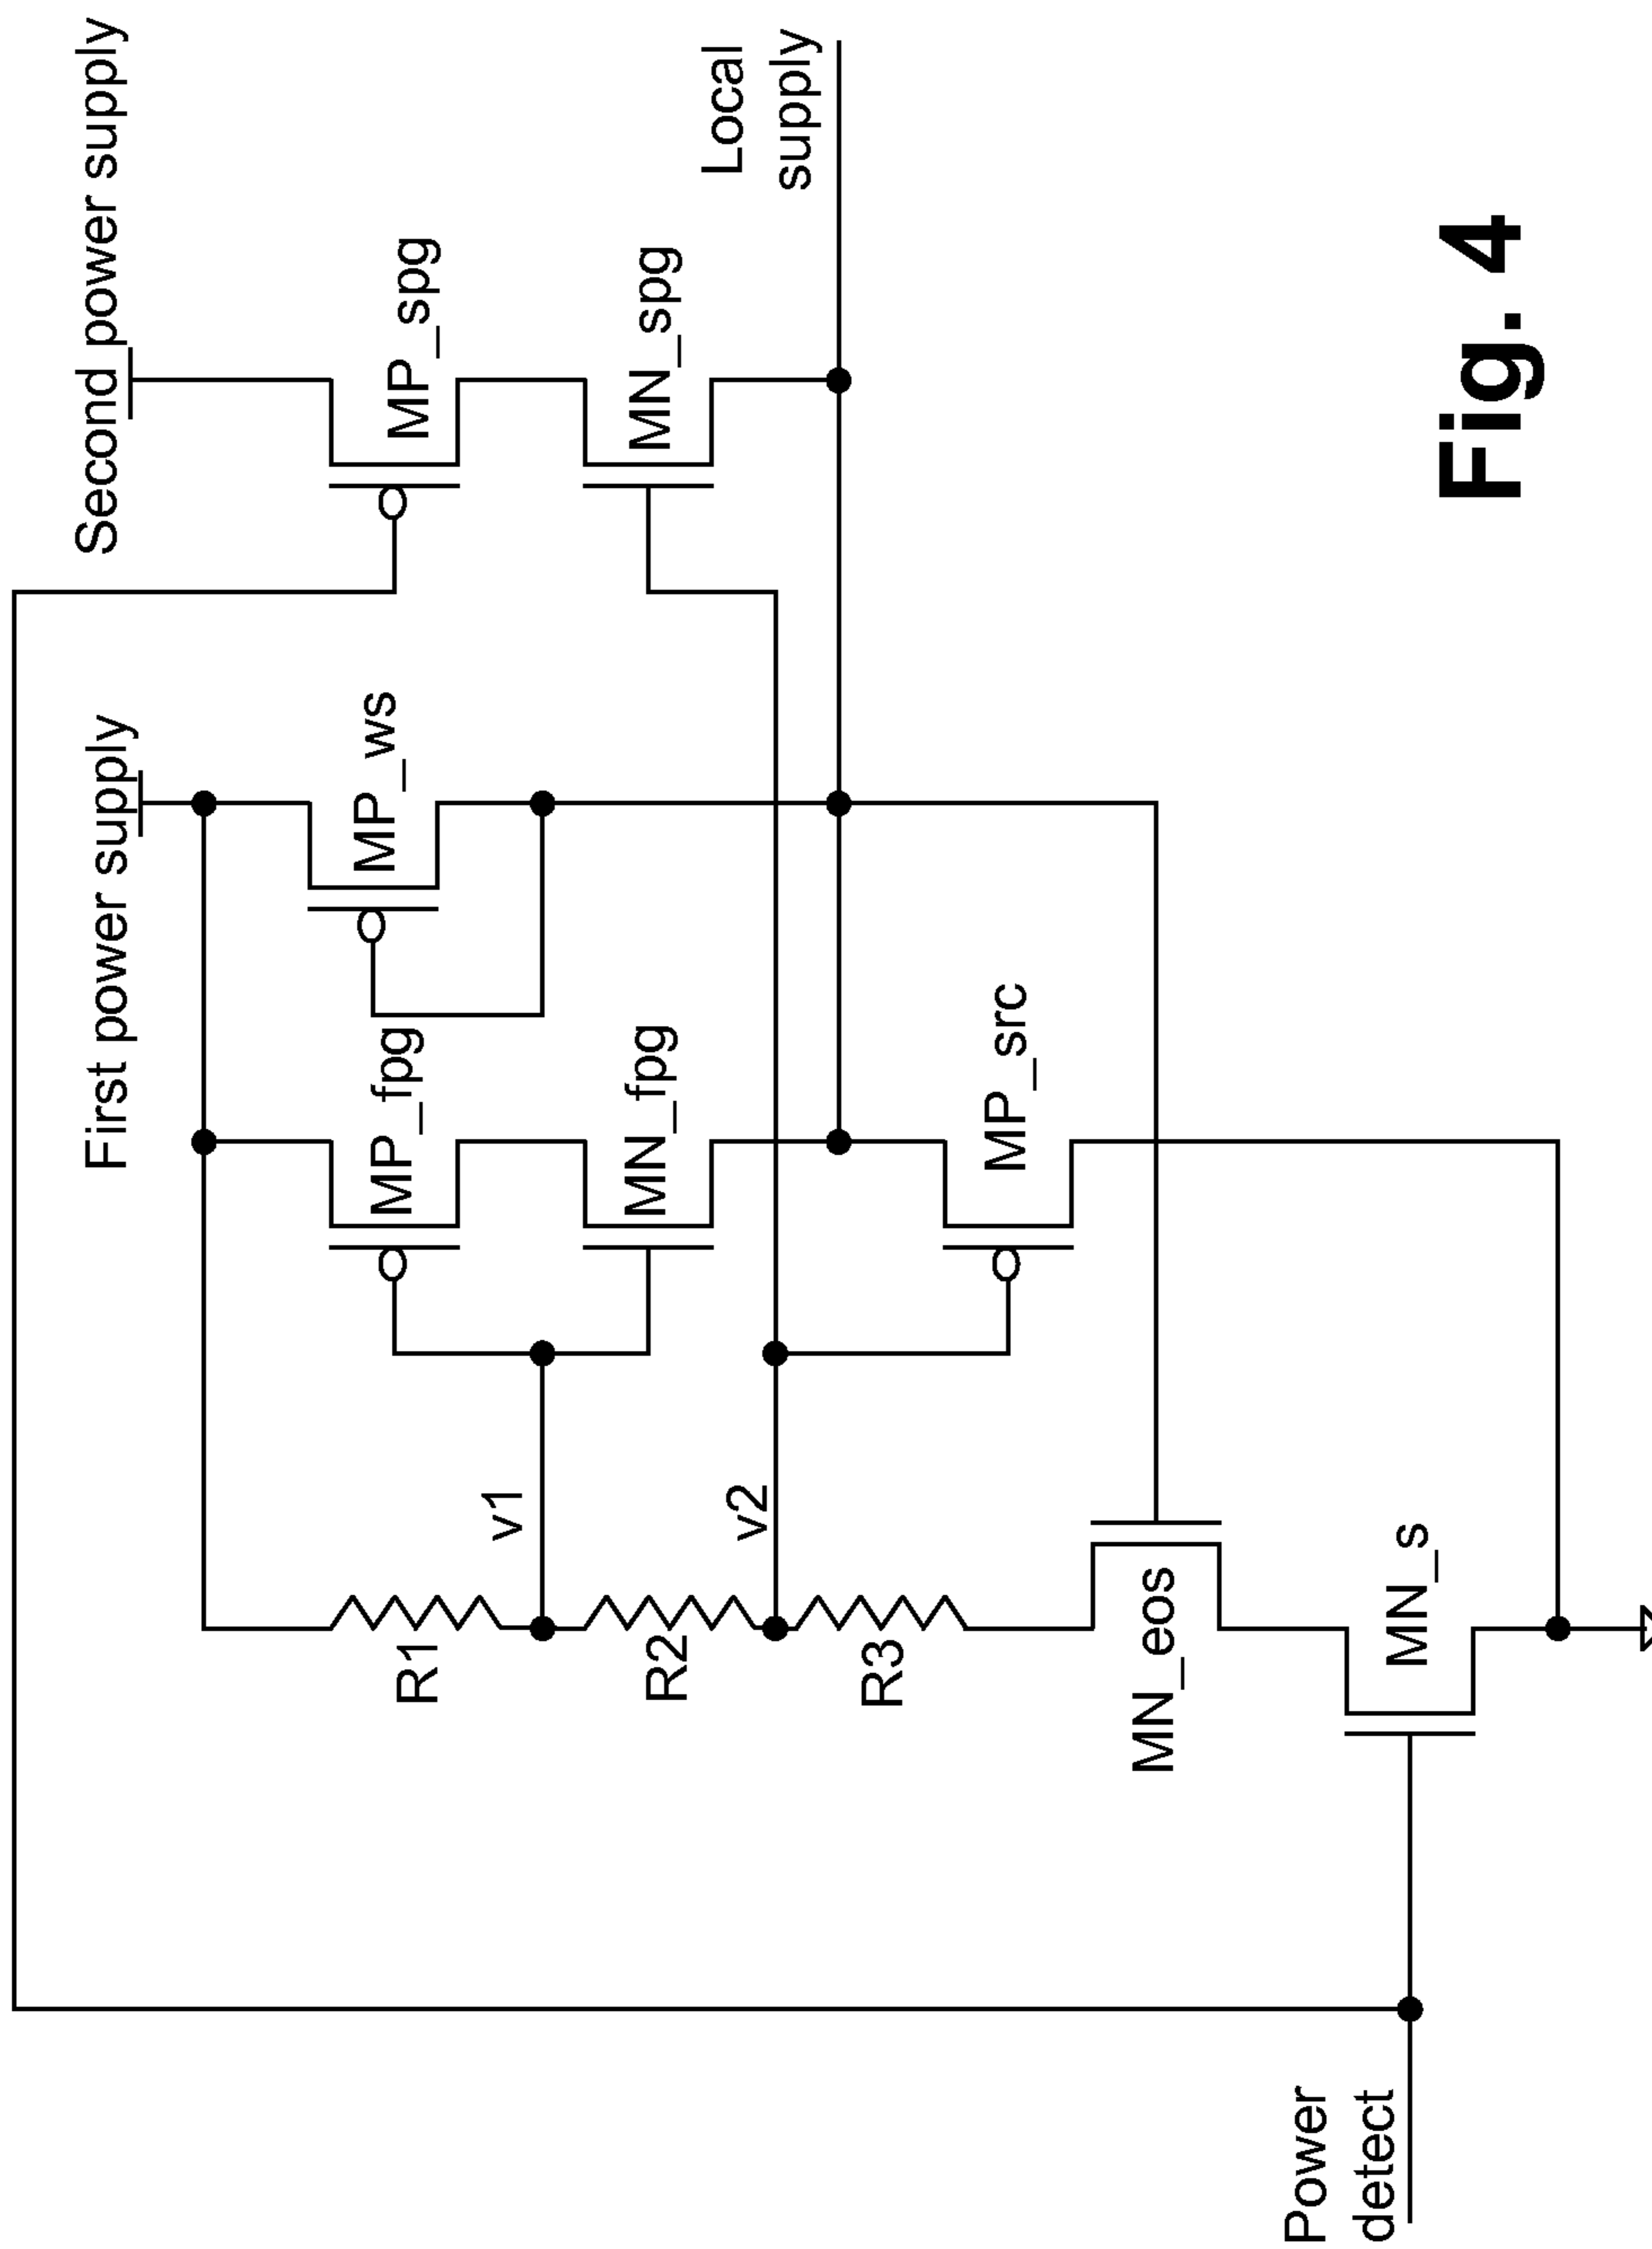 Second power supply
First power supply
MP_spg
MP_ws
MP_fpg
R1
v1
MN_spg
MN_fpg
R2
Local
supply
v2
R3
MP_src
MN_eos
MN_s
Power
detect
Fig. 4